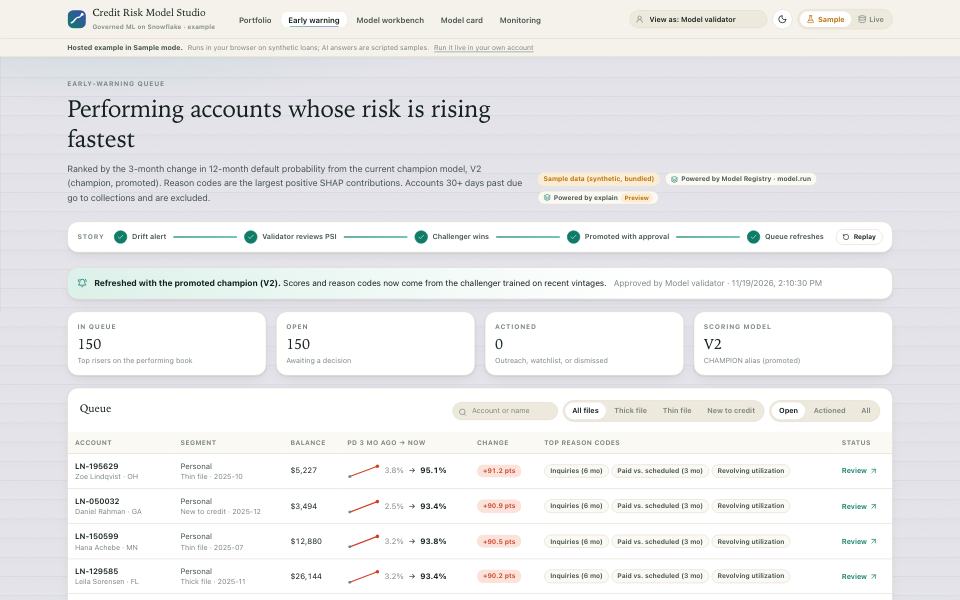 Credit Risk Model Studio
Governed ML on Snowflake · example
Portfolio
Early warning
Model workbench
Model card
Monitoring
View as: Model validator
Sample
Live
Hosted example in Sample mode. Runs in your browser on synthetic loans; AI answers are scripted samples. Run it live in your own account
EARLY-WARNING QUEUE
Performing accounts whose risk is rising
fastest
Ranked by the 3-month change in 12-month default probability from the current champion model, V2
(champion, promoted). Reason codes are the largest positive SHAP contributions. Accounts 30+ days past due
go to collections and are excluded.
Sample data (synthetic, bundled)
Powered by Model Registry · model.run
Powered by explain Preview
STORY
Drift alert
Validator reviews PSI
Challenger wins
Promoted with approval
Queue refreshes
Replay
Refreshed with the promoted champion (V2). Scores and reason codes now come from the challenger trained on recent vintages. Approved by Model validator · 11/19/2026, 2:10:30 PM
IN QUEUE
150
Top risers on the performing book
OPEN
150
Awaiting a decision
ACTIONED
0
Outreach, watchlist, or dismissed
SCORING MODEL
V2
CHAMPION alias (promoted)
Queue
Account or name
All files
Thick file
Thin file
New to credit
Open
Actioned
All
ACCOUNT SEGMENT BALANCE PD 3 MO AGO → NOW CHANGE TOP REASON CODES STATUS
LN-195629 Personal $5,227 3.8% → 95.1% +91.2 pts Inquiries (6 mo) Paid vs. scheduled (3 mo) Revolving utilization Review
Zoe Lindqvist · OH Thin file · 2025-10
LN-050032 Personal $3,494 2.5% → 93.4% +90.9 pts Inquiries (6 mo) Paid vs. scheduled (3 mo) Revolving utilization Review
Daniel Rahman · GA New to credit · 2025-12
LN-150599 Personal $12,880 3.2% → 93.8% +90.5 pts Inquiries (6 mo) Paid vs. scheduled (3 mo) Revolving utilization Review
Hana Achebe · MN Thin file · 2025-07
LN-129585 Personal $26,144 3.2% → 93.4% +90.2 pts Inquiries (6 mo) Paid vs. scheduled (3 mo) Revolving utilization Review
Leila Sorensen · FL Thick file · 2025-11